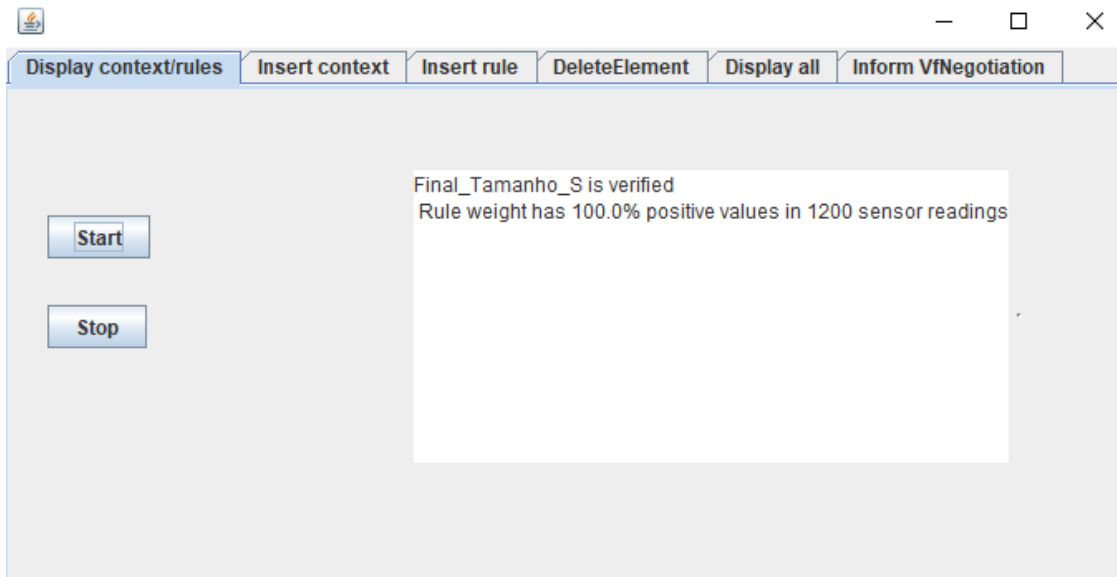 Display context/rules Insert context Insert rule DeleteElement Display all Inform VfNegotiation
Final_Tamanho_S is verified
Rule weight has 100.0% positive values in 1200 sensor readings
Start
Stop